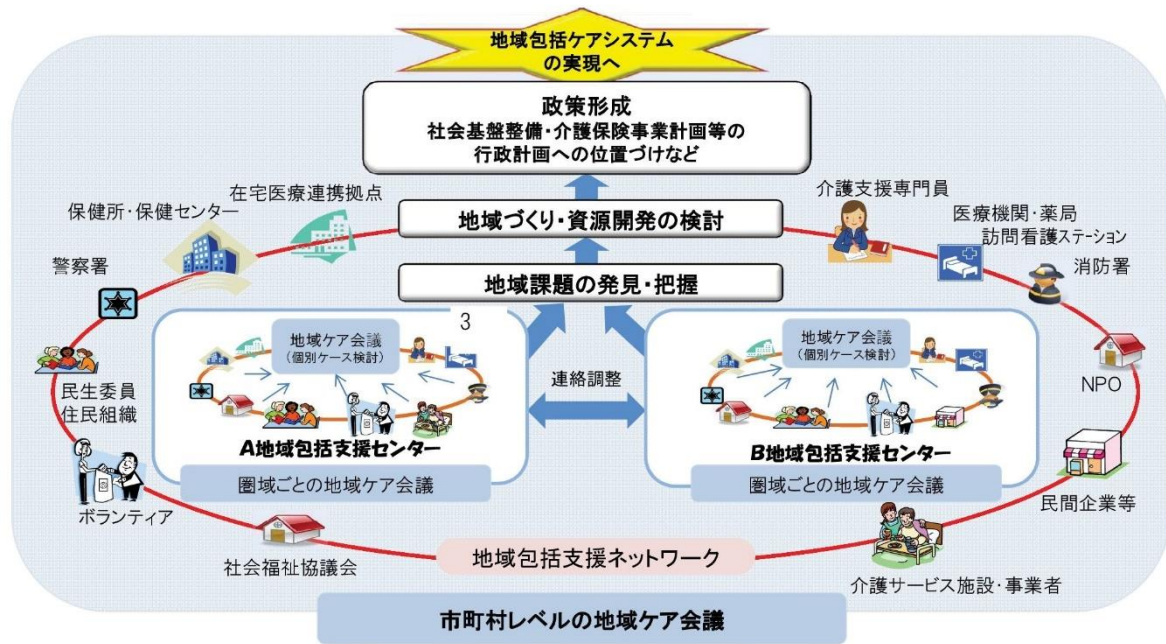 地域包括ケアシステム
の実現へ
政策形成
社会基盤整備・介護保険事業計画等の
行政計画への位置づけなど
在宅医療連携拠点
保健所・保健センター
警察署
地域づくり・資源開発の検討
地域課題の発見・把握
介護支援専門員
医療機関・薬局
訪問看護ステーション
消防署
3
地域ケア会議
(個別ケース検討)
A地域包括支援センター
圏域ごとの地域ケア会議
連絡調整
地域ケア会議
(個別ケース検討)
B地域包括支援センター
圏域ごとの地域ケア会議
民生委員
住民組織
ボランティア
NPO
民間企業等
社会福祉協議会
地域包括支援ネットワーク
介護サービス施設・事業者
市町村レベルの地域ケア会議